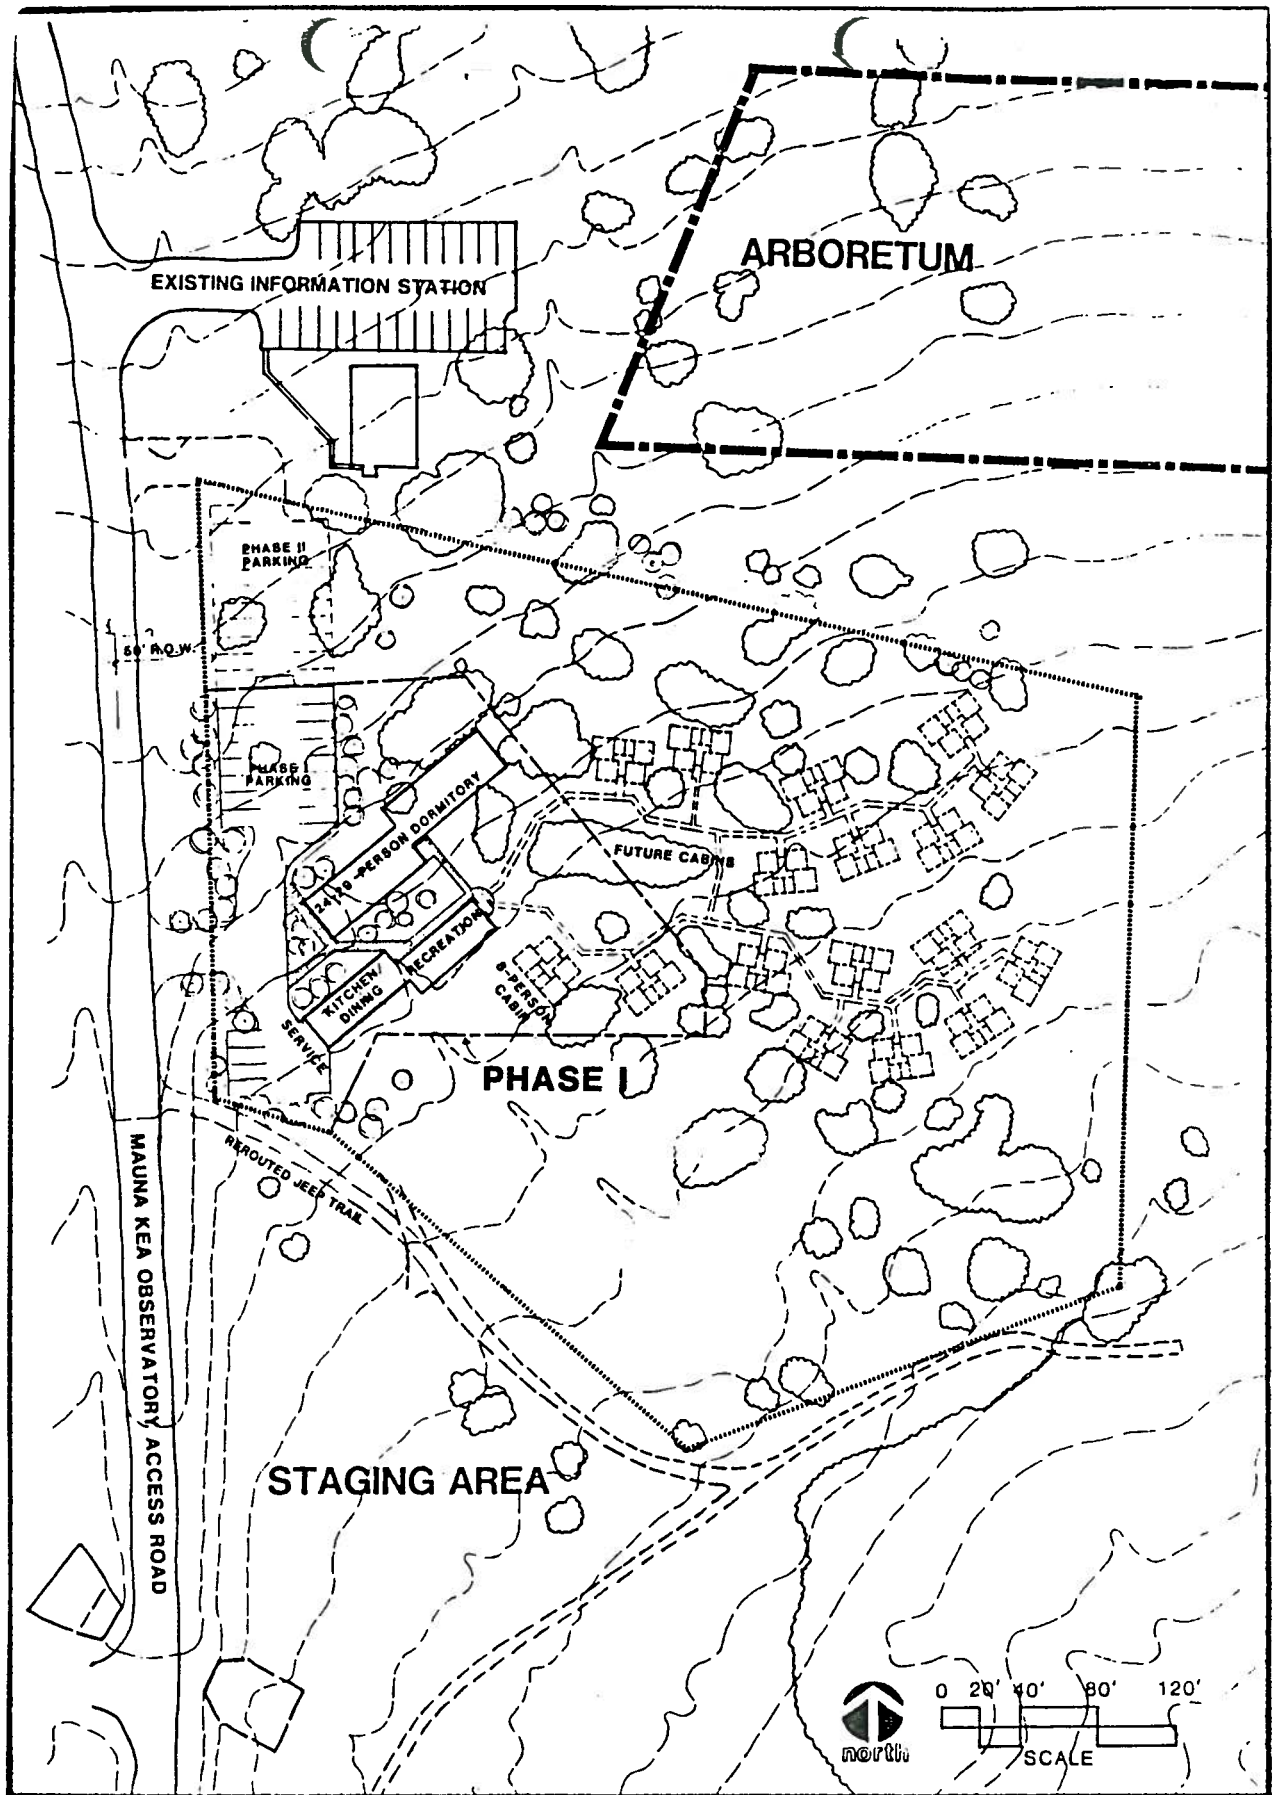 ARBORETUM
EXISTING INFORMATION STATION
PHASE II
PARKING
50' R.O.W.
PHASE I
PARKING
24/29-PERSON DORMITORY
FUTURE CABINS
RECREATION
KITCHEN/
DINING
8-PERSON
CABIN
SERVICE
PHASE I
REROUTED JEEP TRAIL
MAUNA KEA OBSERVATORY ACCESS ROAD
STAGING AREA
north
0 20' 40' 80' 120'
SCALE